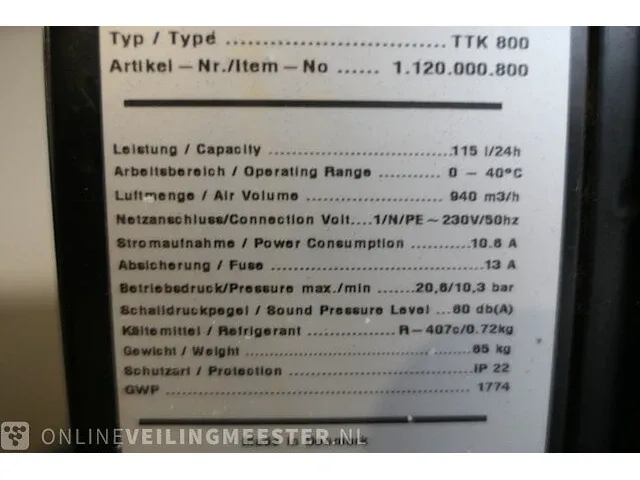 Typ / Type ................................ TTK 800
Artikel – Nr./Item – No ...... 1.120.000.800
Leistung / Capacity ................................115 l/24h
Arbeitsbereich / Operating Range .......... 0 – 40°C
Luftmenge / Air Volume ...................... 940 m3/h
Netzanschluss/Connection Volt....1/N/PE ~ 230V/50hz
Stromaufnahme / Power Consumption ........... 10.6 A
Absicherung / Fuse ................................. 13 A
Betriebsdruck/Pressure max./min .......20,6/10,3 bar
Schalldruckpegel / Sound Pressure Level ...60 db(A)
Kältemittel / Refrigerant .............. R–407c/0.72kg
Gewicht / Weight ................................... 65 kg
Schutzart / Protection ........................... IP 22
GWP ............................................... 1774
Made in Denmark
ONLINEVEILINGMEESTER.NL